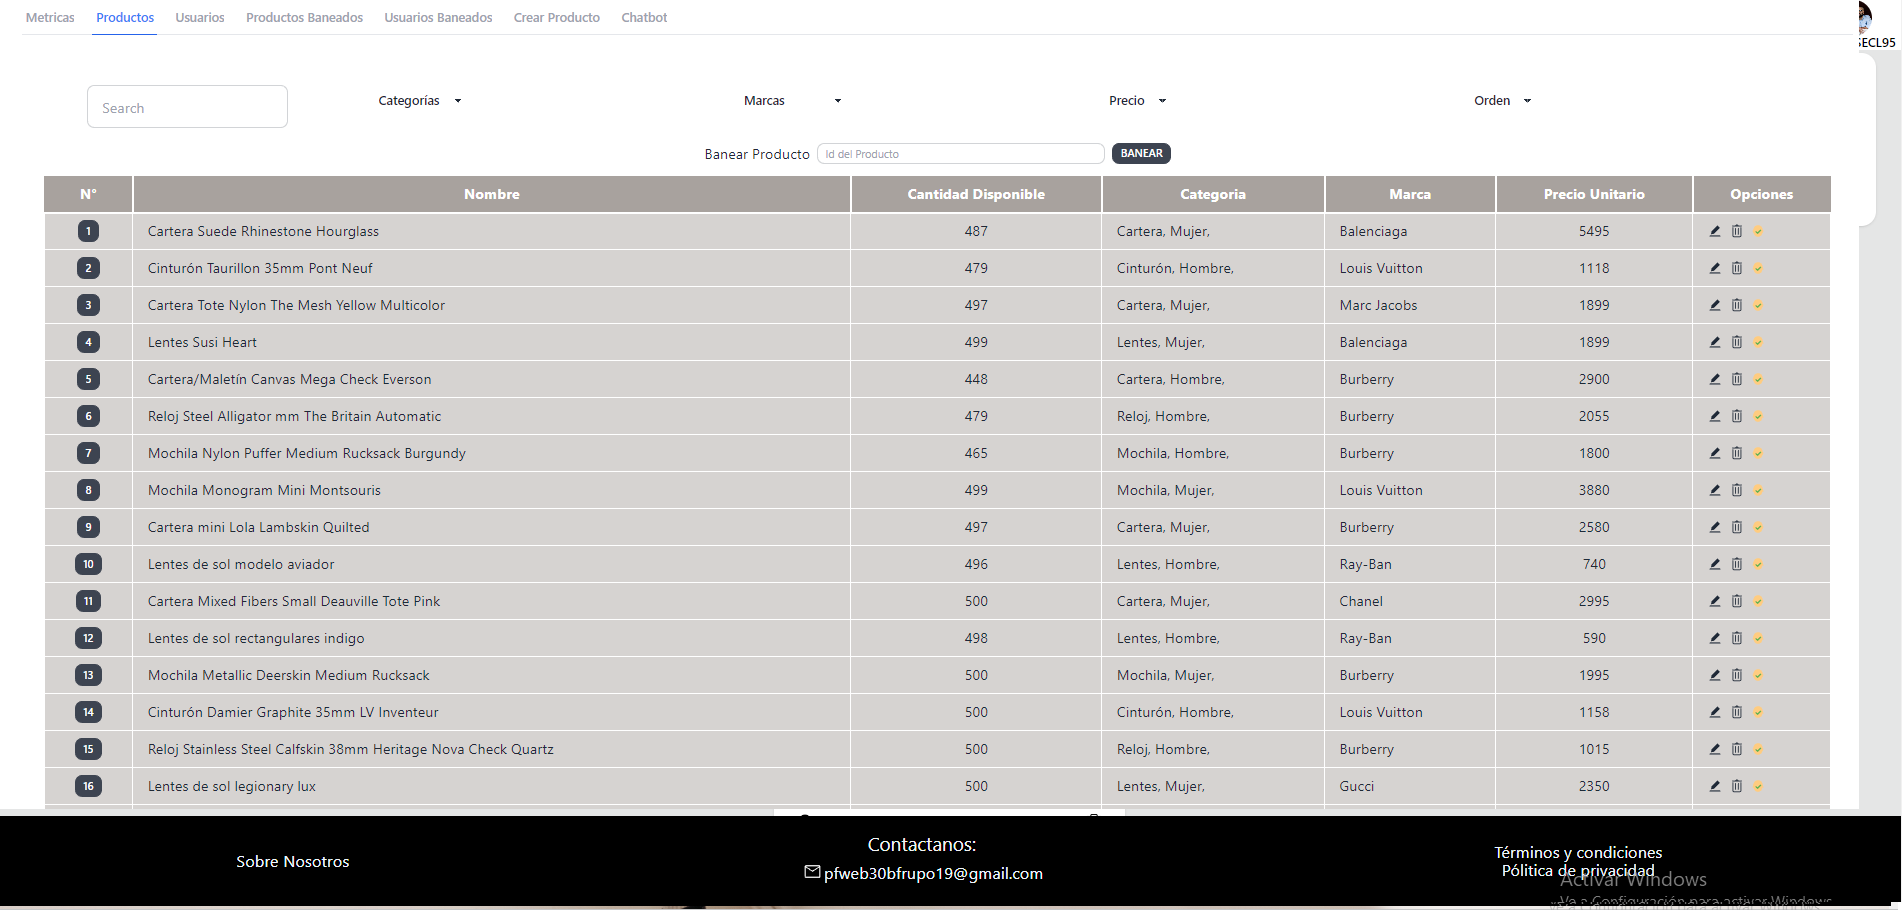 Metricas Productos Usuarios Productos Baneados Usuarios Baneados Crear Producto Chatbot
SECL95
Search Categorías Marcas Precio Orden
Banear Producto Id del Producto BANEAR
N° Nombre Cantidad Disponible Categoria Marca Precio Unitario Opciones
1 Cartera Suede Rhinestone Hourglass 487 Cartera, Mujer, Balenciaga 5495
2 Cinturón Taurillon 35mm Pont Neuf 479 Cinturón, Hombre, Louis Vuitton 1118
3 Cartera Tote Nylon The Mesh Yellow Multicolor 497 Cartera, Mujer, Marc Jacobs 1899
4 Lentes Susi Heart 499 Lentes, Mujer, Balenciaga 1899
5 Cartera/Maletín Canvas Mega Check Everson 448 Cartera, Hombre, Burberry 2900
6 Reloj Steel Alligator mm The Britain Automatic 479 Reloj, Hombre, Burberry 2055
7 Mochila Nylon Puffer Medium Rucksack Burgundy 465 Mochila, Hombre, Burberry 1800
8 Mochila Monogram Mini Montsouris 499 Mochila, Mujer, Louis Vuitton 3880
9 Cartera mini Lola Lambskin Quilted 497 Cartera, Mujer, Burberry 2580
10 Lentes de sol modelo aviador 496 Lentes, Hombre, Ray-Ban 740
11 Cartera Mixed Fibers Small Deauville Tote Pink 500 Cartera, Mujer, Chanel 2995
12 Lentes de sol rectangulares indigo 498 Lentes, Hombre, Ray-Ban 590
13 Mochila Metallic Deerskin Medium Rucksack 500 Mochila, Mujer, Burberry 1995
14 Cinturón Damier Graphite 35mm LV Inventeur 500 Cinturón, Hombre, Louis Vuitton 1158
15 Reloj Stainless Steel Calfskin 38mm Heritage Nova Check Quartz 500 Reloj, Hombre, Burberry 1015
16 Lentes de sol legionary lux 500 Lentes, Mujer, Gucci 2350
Sobre Nosotros
Contactanos:
pfweb30bfrupo19@gmail.com
Términos y condiciones
Pólitica de privacidad
Activar Windows
Ve a Configuración para activar Windows.